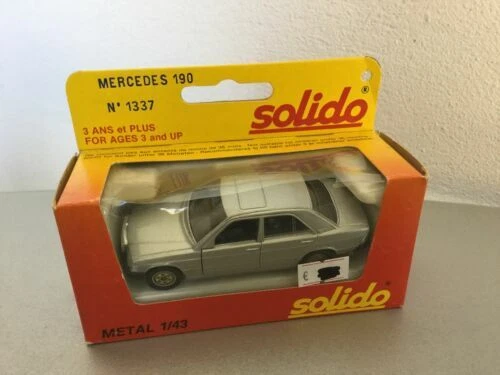 MERCEDES 190
N° 1337
solido
®
3 ANS et PLUS
FOR AGES 3 and UP
€
solido
®
METAL 1/43